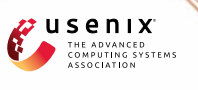 usenix
THE ADVANCED
COMPUTING SYSTEMS
ASSOCIATION